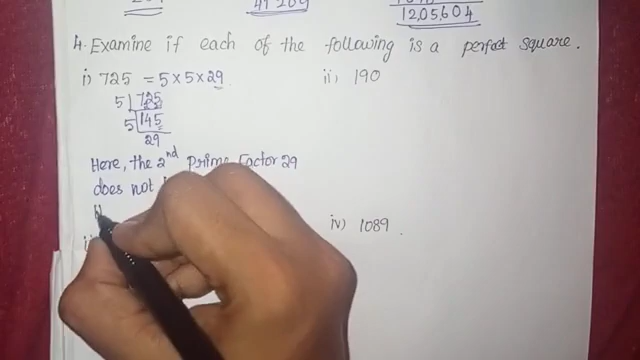 1205604
4. Examine if each of the following is a perfect square.
i) 725 = 5 × 5 × 29
ii) 190
5 | 725
5 | 145
29
Here, the 2nd prime factor 29
does not
iv) 1089.